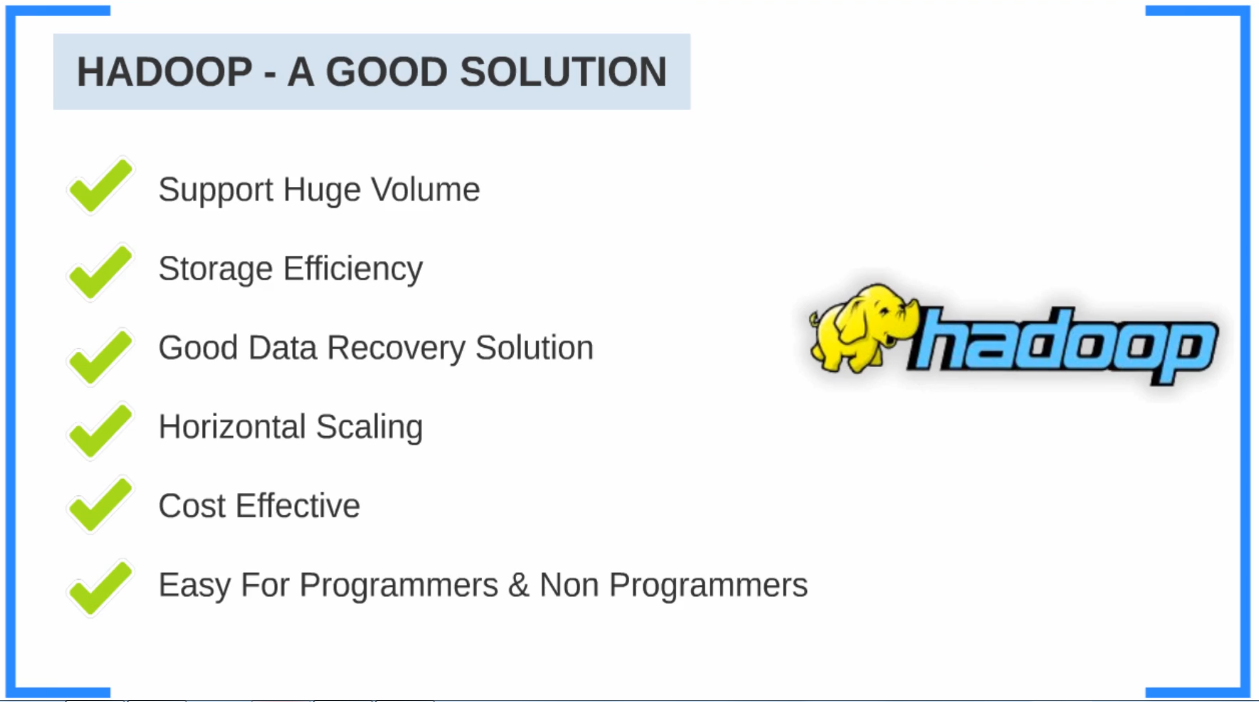 HADOOP - A GOOD SOLUTION
Support Huge Volume
Storage Efficiency
Good Data Recovery Solution
hadoop
Horizontal Scaling
Cost Effective
Easy For Programmers & Non Programmers